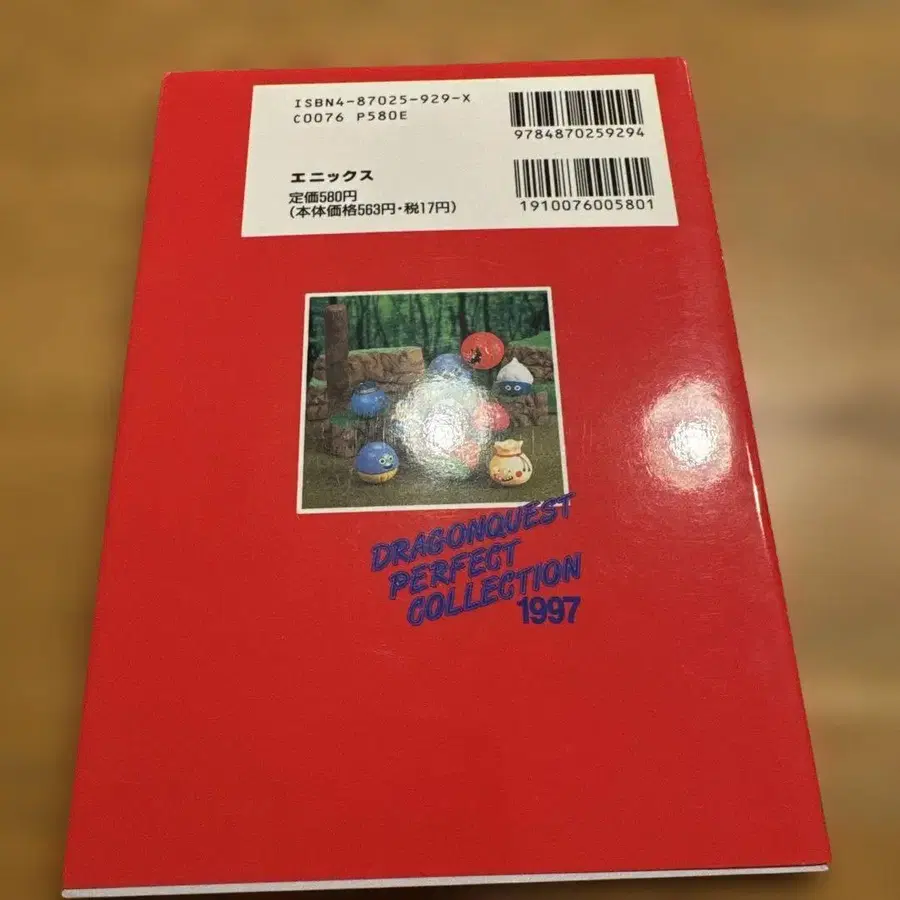 ISBN4-87025-929-X
C0076 P580E
9784870259294
エニックス
定価580円
(本体価格563円・税17円)
1910076005801
DRAGONQUEST
PERFECT
COLLECTION
1997